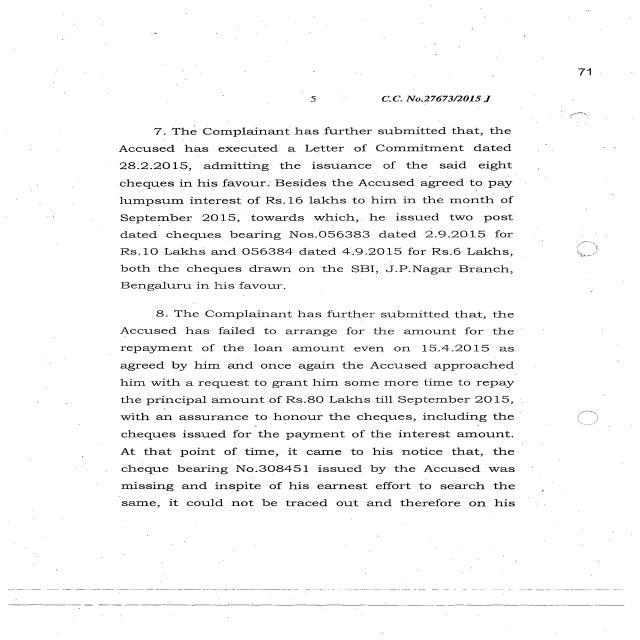 71
5 C.C. No.27673/2015 J
7. The Complainant has further submitted that, the
Accused has executed a Letter of Commitment dated
28.2.2015, admitting the issuance of the said eight
cheques in his favour. Besides the Accused agreed to pay
lumpsum interest of Rs.16 lakhs to him in the month of
September 2015, towards which, he issued two post
dated cheques bearing Nos.056383 dated 2.9.2015 for
Rs.10 Lakhs and 056384 dated 4.9.2015 for Rs.6 Lakhs,
both the cheques drawn on the SBI, J.P.Nagar Branch,
Bengaluru in his favour.
8. The Complainant has further submitted that, the
Accused has failed to arrange for the amount for the
repayment of the loan amount even on 15.4.2015 as
agreed by him and once again the Accused approached
him with a request to grant him some more time to repay
the principal amount of Rs.80 Lakhs till September 2015,
with an assurance to honour the cheques, including the
cheques issued for the payment of the interest amount.
At that point of time, it came to his notice that, the
cheque bearing No.308451 issued by the Accused was
missing and inspite of his earnest effort to search the
same, it could not be traced out and therefore on his